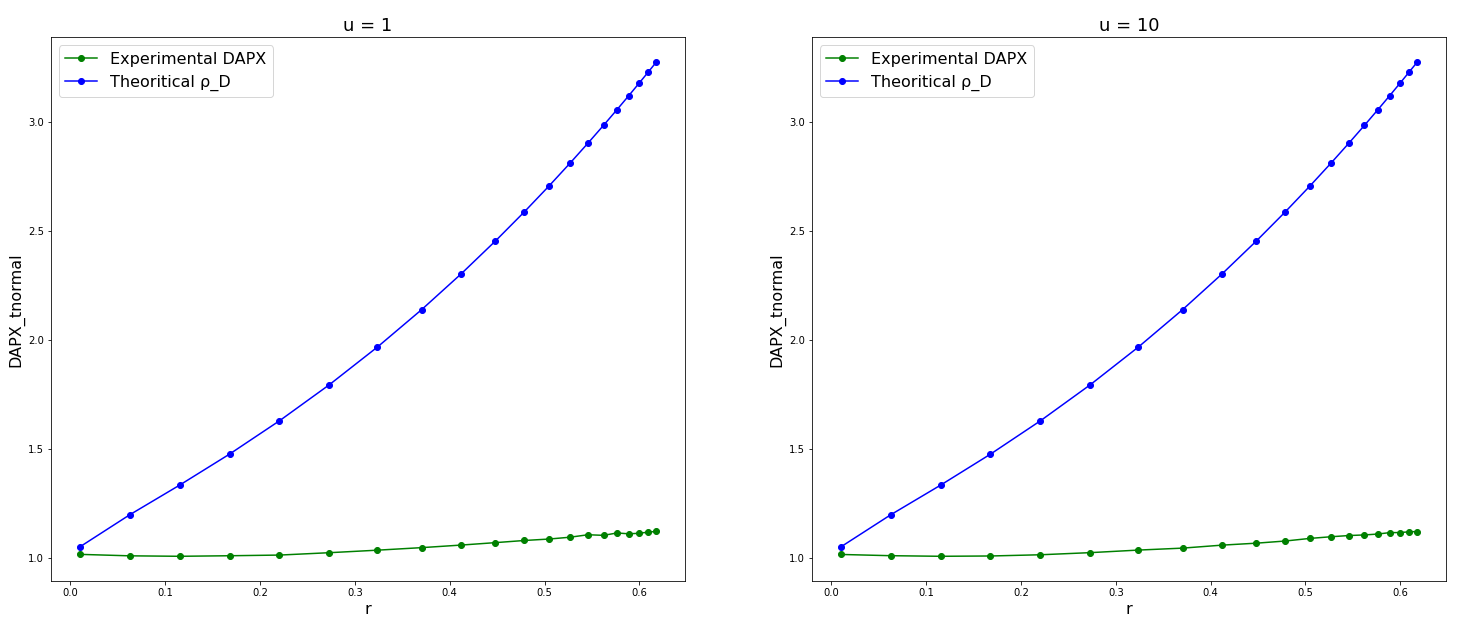 u = 1
Experimental DAPX
Theoritical ρ_D
DAPX_tnormal
3.0
2.5
2.0
1.5
1.0
0.0 0.1 0.2 0.3 0.4 0.5 0.6
r
u = 10
Experimental DAPX
Theoritical ρ_D
DAPX_tnormal
3.0
2.5
2.0
1.5
1.0
0.0 0.1 0.2 0.3 0.4 0.5 0.6
r